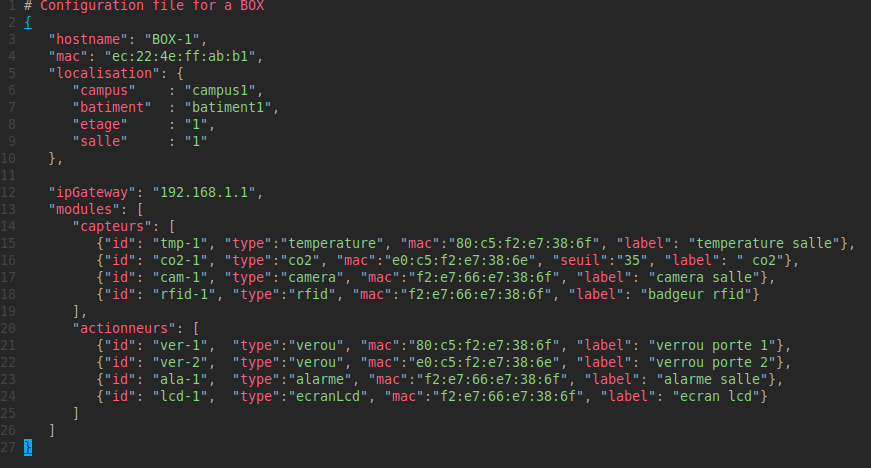 1 # Configuration file for a BOX
2 {
3    "hostname": "BOX-1",
4    "mac": "ec:22:4e:ff:ab:b1",
5    "localisation": {
6       "campus"    : "campus1",
7       "batiment"  : "batiment1",
8       "etage"     : "1",
9       "salle"     : "1"
10    },
11
12    "ipGateway": "192.168.1.1",
13    "modules": [
14       "capteurs": [
15          {"id": "tmp-1", "type":"temperature", "mac":"80:c5:f2:e7:38:6f", "label": "temperature salle"},
16          {"id": "co2-1", "type":"co2", "mac":"e0:c5:f2:e7:38:6e", "seuil":"35", "label": " co2"},
17          {"id": "cam-1", "type":"camera", "mac":"f2:e7:66:e7:38:6f", "label": "camera salle"},
18          {"id": "rfid-1", "type":"rfid", "mac":"f2:e7:66:e7:38:6f", "label": "badgeur rfid"}
19       ],
20       "actionneurs": [
21          {"id": "ver-1",  "type":"verou", "mac":"80:c5:f2:e7:38:6f", "label": "verrou porte 1"},
22          {"id": "ver-2",  "type":"verou", "mac":"e0:c5:f2:e7:38:6e", "label": "verrou porte 2"},
23          {"id": "ala-1",  "type":"alarme", "mac":"f2:e7:66:e7:38:6f", "label": "alarme salle"},
24          {"id": "lcd-1",  "type":"ecranLcd", "mac":"f2:e7:66:e7:38:6f", "label": "ecran lcd"}
25       ]
26    ]
27 }